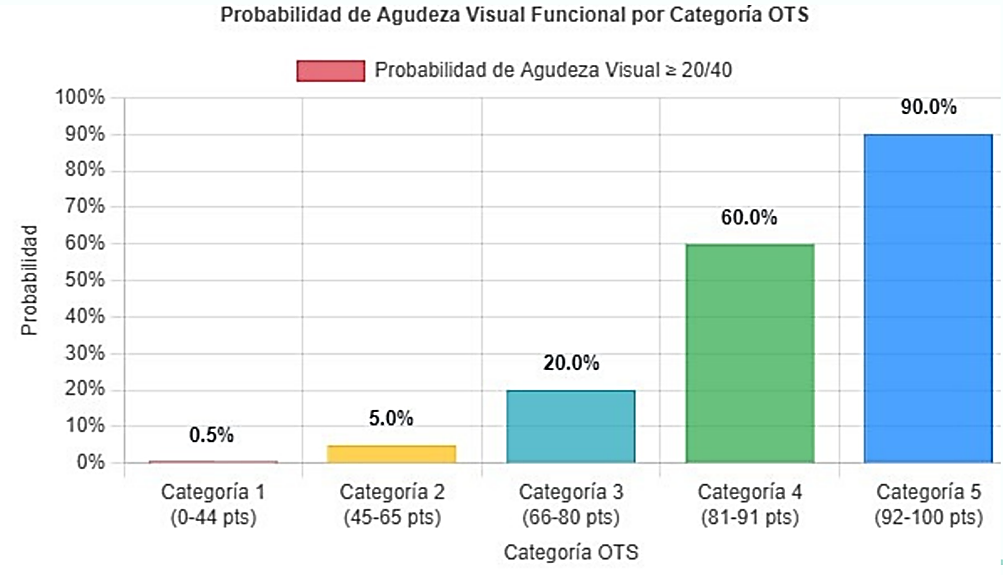 Probabilidad de Agudeza Visual Funcional por Categoría OTS
Probabilidad de Agudeza Visual ≥ 20/40
Probabilidad
100%
90%
80%
70%
60%
50%
40%
30%
20%
10%
0%
0.5%
5.0%
20.0%
60.0%
90.0%
Categoría 1
(0-44 pts)
Categoría 2
(45-65 pts)
Categoría 3
(66-80 pts)
Categoría 4
(81-91 pts)
Categoría 5
(92-100 pts)
Categoría OTS